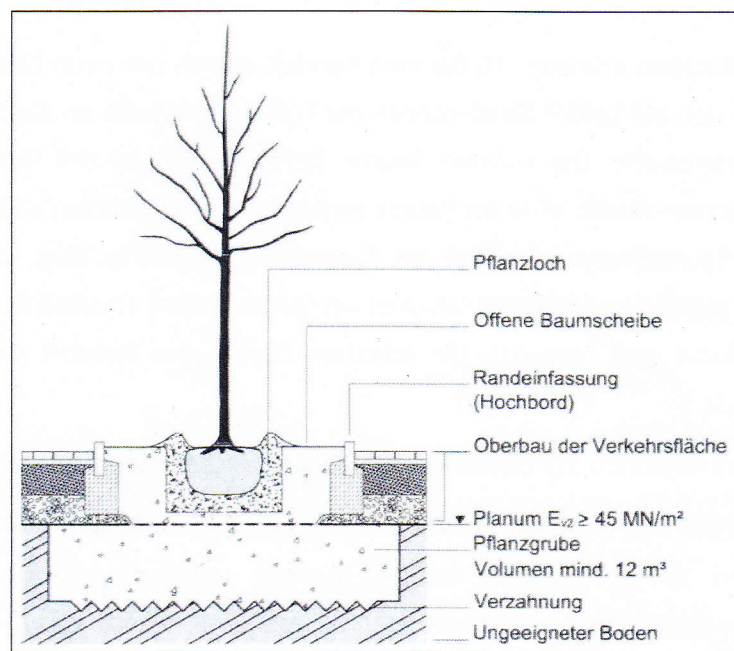 Pflanzloch
Offene Baumscheibe
Randeinfassung
(Hochbord)
Oberbau der Verkehrsfläche
Planum Ev2 ≥ 45 MN/m²
Pflanzgrube
Volumen mind. 12 m³
Verzahnung
Ungeeigneter Boden